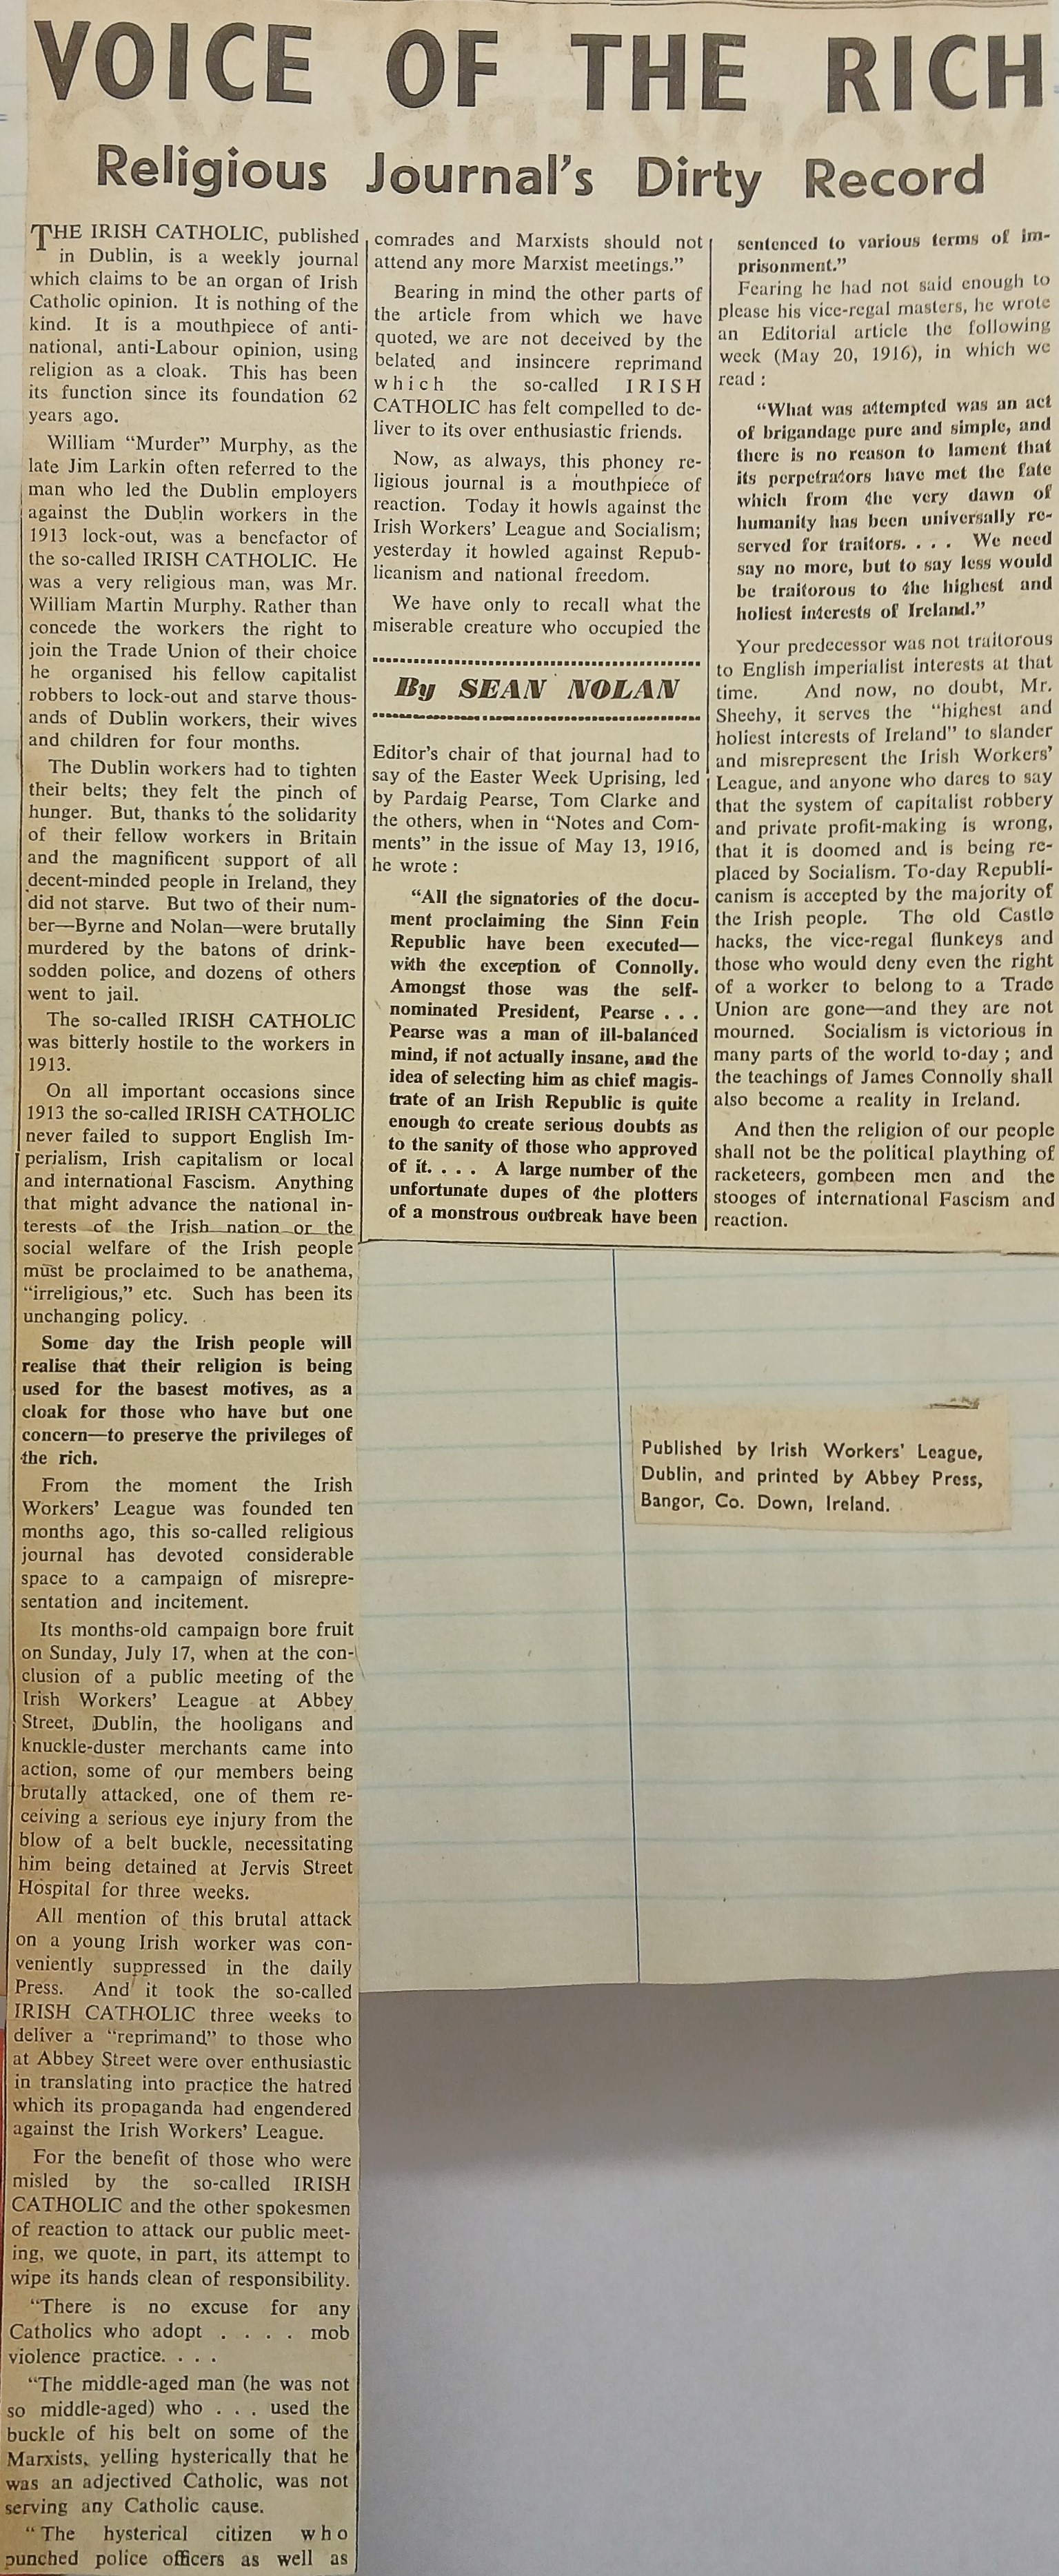 VOICE OF THE RICH
Religious Journal's Dirty Record
THE IRISH CATHOLIC, published
in Dublin, is a weekly journal
which claims to be an organ of Irish
Catholic opinion. It is nothing of the
kind. It is a mouthpiece of anti-
national, anti-Labour opinion, using
religion as a cloak. This has been
its function since its foundation 62
years ago.
William "Murder" Murphy, as the
late Jim Larkin often referred to the
man who led the Dublin employers
against the Dublin workers in the
1913 lock-out, was a benefactor of
the so-called IRISH CATHOLIC. He
was a very religious man, was Mr.
William Martin Murphy. Rather than
concede the workers the right to
join the Trade Union of their choice
he organised his fellow capitalist
robbers to lock-out and starve thous-
ands of Dublin workers, their wives
and children for four months.
The Dublin workers had to tighten
their belts; they felt the pinch of
hunger. But, thanks to the solidarity
of their fellow workers in Britain
and the magnificent support of all
decent-minded people in Ireland, they
did not starve. But two of their num-
ber—Byrne and Nolan—were brutally
murdered by the batons of drink-
sodden police, and dozens of others
went to jail.
The so-called IRISH CATHOLIC
was bitterly hostile to the workers in
1913.
On all important occasions since
1913 the so-called IRISH CATHOLIC
never failed to support English Im-
perialism, Irish capitalism or local
and international Fascism. Anything
that might advance the national in-
terests of the Irish nation or the
social welfare of the Irish people
must be proclaimed to be anathema,
"irreligious," etc. Such has been its
unchanging policy.
Some day the Irish people will
realise that their religion is being
used for the basest motives, as a
cloak for those who have but one
concern—to preserve the privileges of
the rich.
From the moment the Irish
Workers' League was founded ten
months ago, this so-called religious
journal has devoted considerable
space to a campaign of misrepre-
sentation and incitement.
Its months-old campaign bore fruit
on Sunday, July 17, when at the con-
clusion of a public meeting of the
Irish Workers' League at Abbey
Street, Dublin, the hooligans and
knuckle-duster merchants came into
action, some of our members being
brutally attacked, one of them re-
ceiving a serious eye injury from the
blow of a belt buckle, necessitating
him being detained at Jervis Street
Hospital for three weeks.
All mention of this brutal attack
on a young Irish worker was con-
veniently suppressed in the daily
Press. And it took the so-called
IRISH CATHOLIC three weeks to
deliver a "reprimand" to those who
at Abbey Street were over enthusiastic
in translating into practice the hatred
which its propaganda had engendered
against the Irish Workers' League.
For the benefit of those who were
misled by the so-called IRISH
CATHOLIC and the other spokesmen
of reaction to attack our public meet-
ing, we quote, in part, its attempt to
wipe its hands clean of responsibility.
"There is no excuse for any
Catholics who adopt . . . . mob
violence practice. . . .
"The middle-aged man (he was not
so middle-aged) who . . . used the
buckle of his belt on some of the
Marxists, yelling hysterically that he
was an adjectived Catholic, was not
serving any Catholic cause.
"The hysterical citizen who
punched police officers as well as
comrades and Marxists should not
attend any more Marxist meetings."
Bearing in mind the other parts of
the article from which we have
quoted, we are not deceived by the
belated and insincere reprimand
which the so-called IRISH
CATHOLIC has felt compelled to de-
liver to its over enthusiastic friends.
Now, as always, this phoney re-
ligious journal is a mouthpiece of
reaction. Today it howls against the
Irish Workers' League and Socialism;
yesterday it howled against Repub-
licanism and national freedom.
We have only to recall what the
miserable creature who occupied the
By SEAN NOLAN
Editor's chair of that journal had to
say of the Easter Week Uprising, led
by Pardaig Pearse, Tom Clarke and
the others, when in "Notes and Com-
ments" in the issue of May 13, 1916,
he wrote :
"All the signatories of the docu-
ment proclaiming the Sinn Fein
Republic have been executed—
with the exception of Connolly.
Amongst those was the self-
nominated President, Pearse . . .
Pearse was a man of ill-balanced
mind, if not actually insane, and the
idea of selecting him as chief magis-
trate of an Irish Republic is quite
enough to create serious doubts as
to the sanity of those who approved
of it. . . . A large number of the
unfortunate dupes of the plotters
of a monstrous outbreak have been
sentenced to various terms of im-
prisonment."
Fearing he had not said enough to
please his vice-regal masters, he wrote
an Editorial article the following
week (May 20, 1916), in which we
read :
"What was attempted was an act
of brigandage pure and simple, and
there is no reason to lament that
its perpetrators have met the fate
which from the very dawn of
humanity has been universally re-
served for traitors. . . . We need
say no more, but to say less would
be traitorous to the highest and
holiest interests of Ireland."
Your predecessor was not traitorous
to English imperialist interests at that
time. And now, no doubt, Mr.
Sheehy, it serves the "highest and
holiest interests of Ireland" to slander
and misrepresent the Irish Workers'
League, and anyone who dares to say
that the system of capitalist robbery
and private profit-making is wrong,
that it is doomed and is being re-
placed by Socialism. To-day Republi-
canism is accepted by the majority of
the Irish people. The old Castle
hacks, the vice-regal flunkeys and
those who would deny even the right
of a worker to belong to a Trade
Union are gone—and they are not
mourned. Socialism is victorious in
many parts of the world to-day ; and
the teachings of James Connolly shall
also become a reality in Ireland.
And then the religion of our people
shall not be the political plaything of
racketeers, gombeen men and the
stooges of international Fascism and
reaction.
Published by Irish Workers' League,
Dublin, and printed by Abbey Press,
Bangor, Co. Down, Ireland.